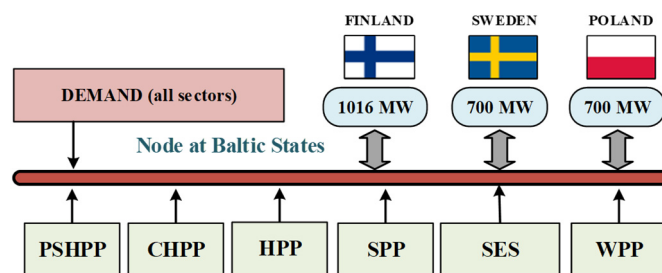 FINLAND
SWEDEN
POLAND
DEMAND (all sectors)
1016 MW
700 MW
700 MW
Node at Baltic States
PSHPP
CHPP
HPP
SPP
SES
WPP